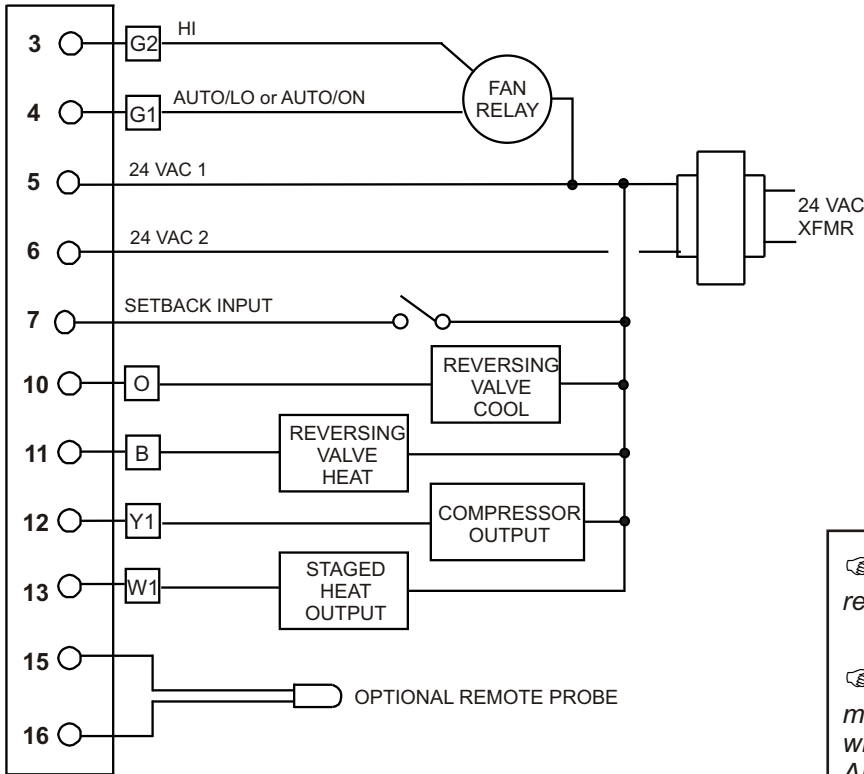 3 G2 HI
FAN
RELAY
4 G1 AUTO/LO or AUTO/ON
5 24 VAC 1
24 VAC
XFMR
6 24 VAC 2
7 SETBACK INPUT
10 O
REVERSING
VALVE
COOL
11 B
REVERSING
VALVE
HEAT
12 Y1
COMPRESSOR
OUTPUT
13 W1
STAGED
HEAT
OUTPUT
15
OPTIONAL REMOTE PROBE
16
☞
re
☞
m